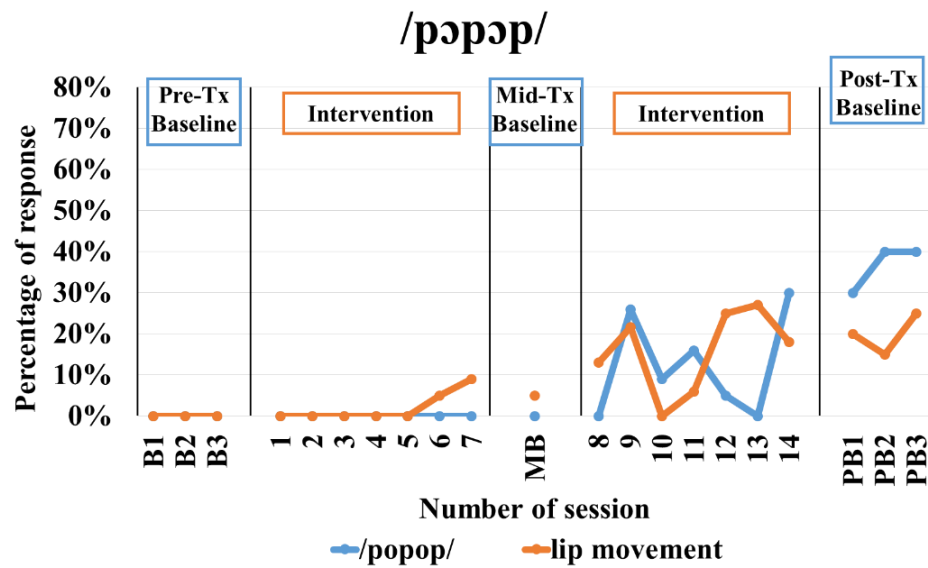 /pɔpɔp/
Pre-Tx
Baseline
Intervention
Mid-Tx
Baseline
Intervention
Post-Tx
Baseline
80%
70%
60%
50%
40%
30%
20%
10%
0%
Percentage of response
B1 B2 B3 1 2 3 4 5 6 7 MB 8 9 10 11 12 13 14 PB1 PB2 PB3
Number of session
/popop/ lip movement